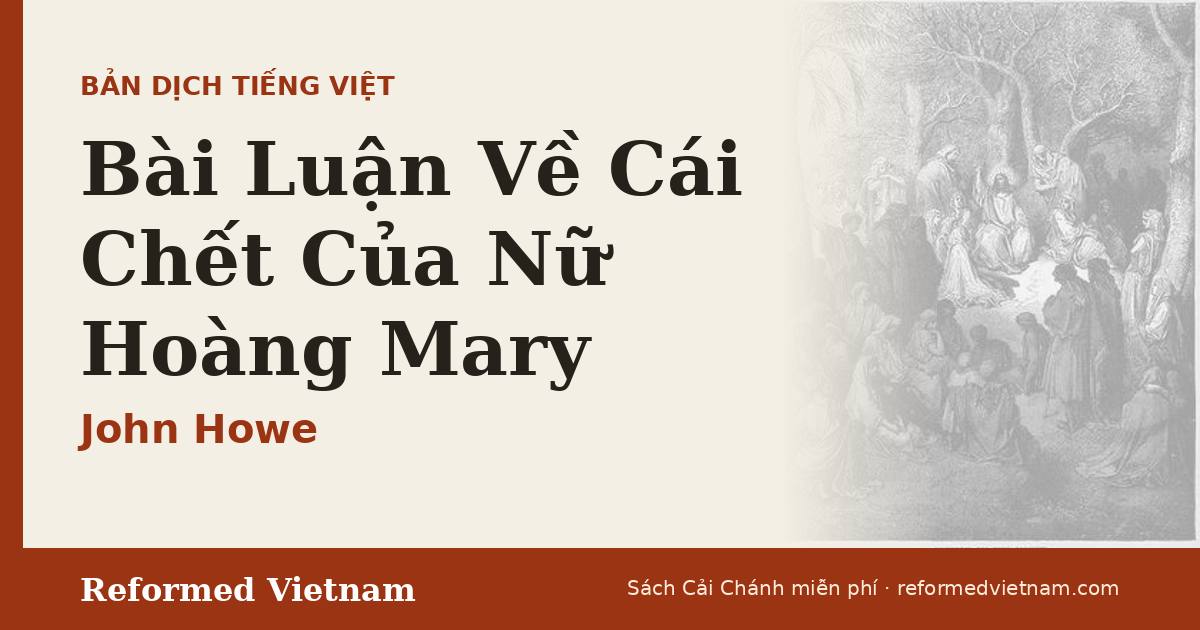 BẢN DỊCH TIẾNG VIỆT
Bài Luận Về Cái
Chết Của Nữ
Hoàng Mary
John Howe
Reformed Vietnam
Sách Cải Chánh miễn phí · reformedvietnam.com